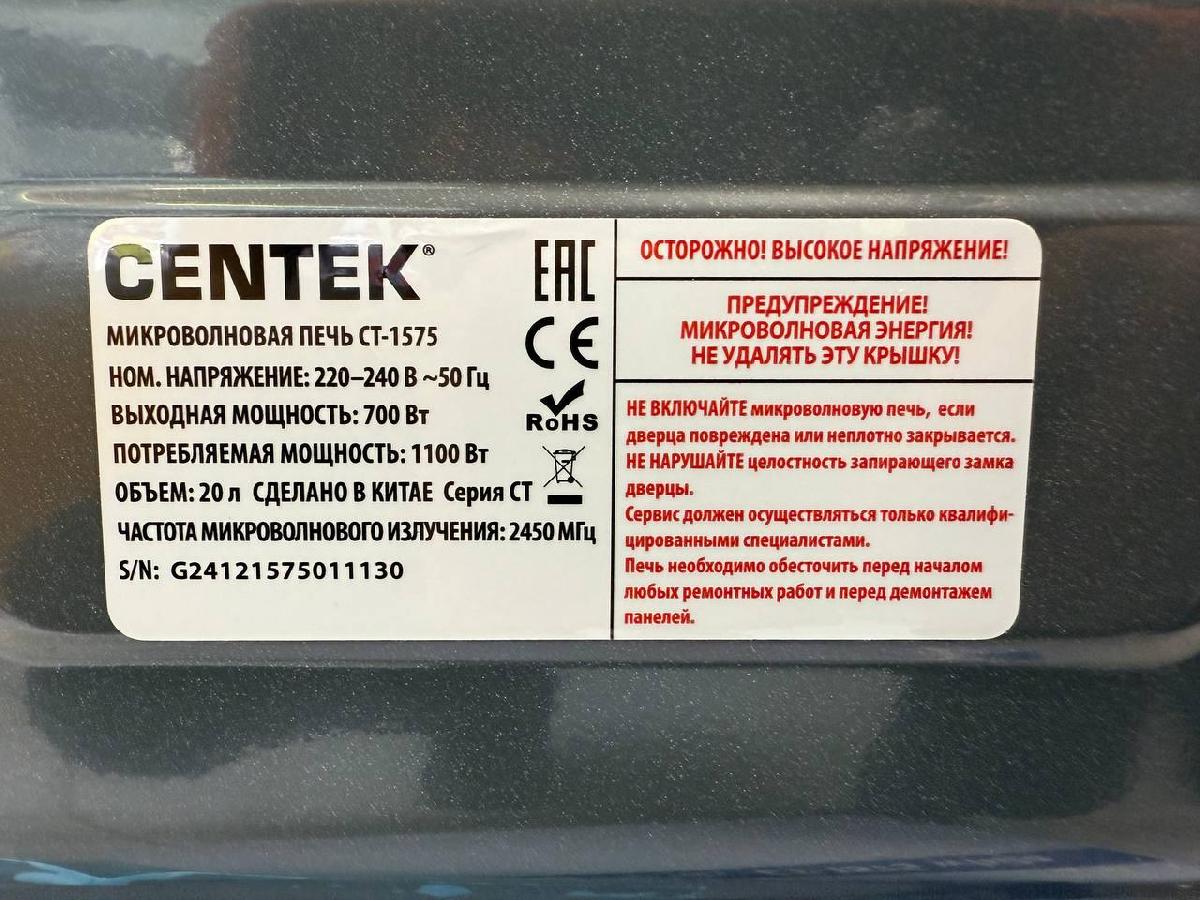 CENTEK®
МИКРОВОЛНОВАЯ ПЕЧЬ СТ-1575
НОМ. НАПРЯЖЕНИЕ: 220–240 В ~50 Гц
ВЫХОДНАЯ МОЩНОСТЬ: 700 Вт
ПОТРЕБЛЯЕМАЯ МОЩНОСТЬ: 1100 Вт
ОБЪЕМ: 20 л СДЕЛАНО В КИТАЕ Серия СТ
ЧАСТОТА МИКРОВОЛНОВОГО ИЗЛУЧЕНИЯ: 2450 МГц
S/N: G24121575011130
EAC
CE
RoHS
ОСТОРОЖНО! ВЫСОКОЕ НАПРЯЖЕНИЕ!
ПРЕДУПРЕЖДЕНИЕ!
МИКРОВОЛНОВАЯ ЭНЕРГИЯ!
НЕ УДАЛЯТЬ ЭТУ КРЫШКУ!
НЕ ВКЛЮЧАЙТЕ микроволновую печь, если
дверца повреждена или неплотно закрывается.
НЕ НАРУШАЙТЕ целостность запирающего замка
дверцы.
Сервис должен осуществляться только квалифи-
цированными специалистами.
Печь необходимо обесточить перед началом
любых ремонтных работ и перед демонтажем
панелей.